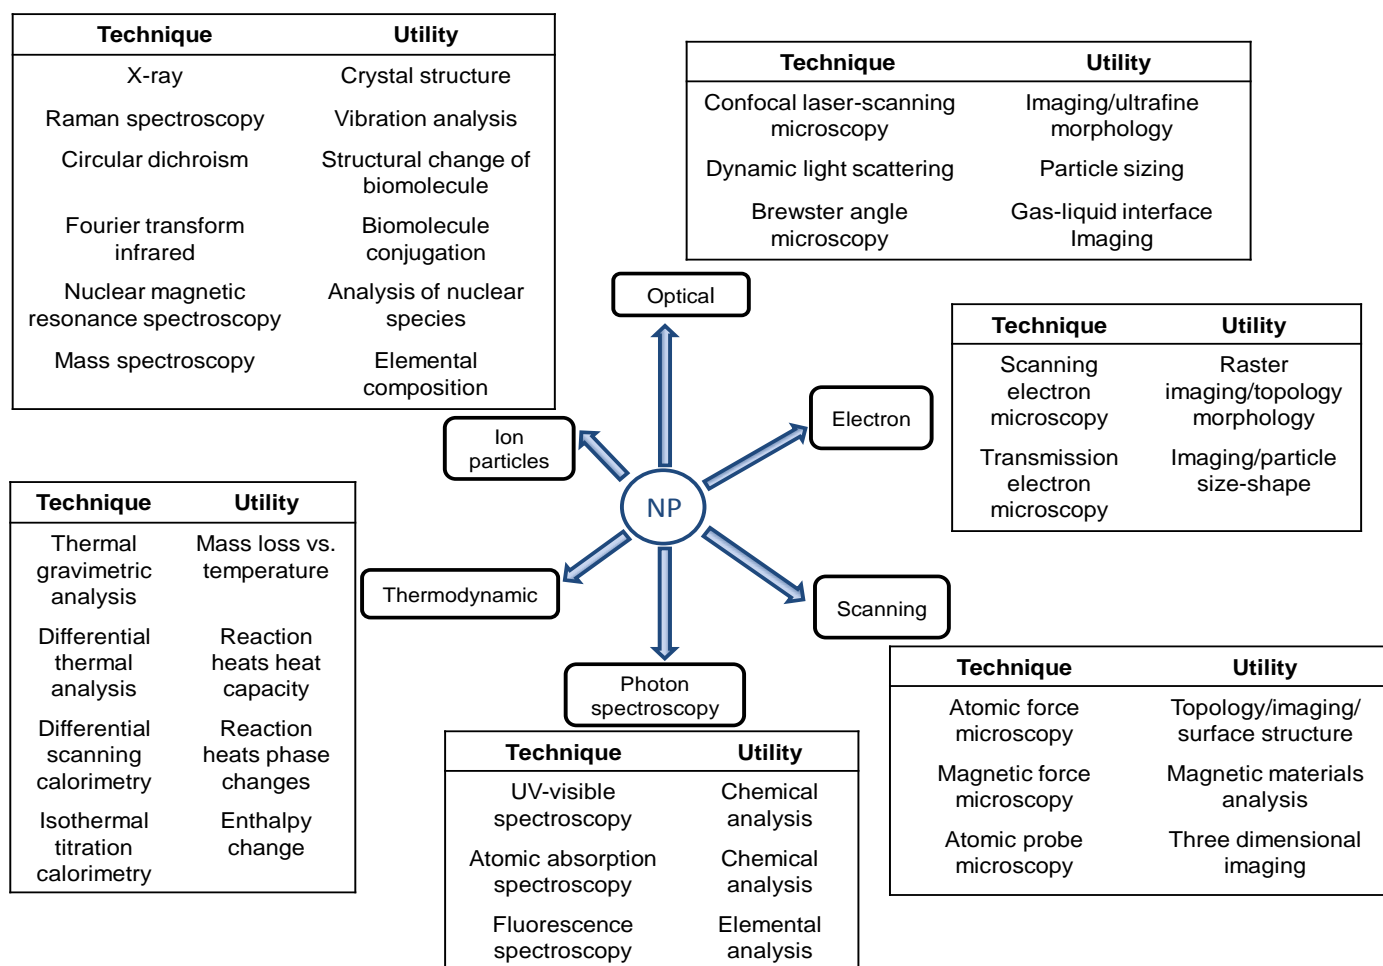 Technique Utility
X-ray Crystal structure
Raman spectroscopy Vibration analysis
Circular dichroism Structural change of
biomolecule
Fourier transform Biomolecule
infrared conjugation
Nuclear magnetic Analysis of nuclear
resonance spectroscopy species
Mass spectroscopy Elemental
composition
Technique Utility
Confocal laser-scanning Imaging/ultrafine
microscopy morphology
Dynamic light scattering Particle sizing
Brewster angle Gas-liquid interface
microscopy Imaging
Optical
Technique Utility
Scanning Raster
electron imaging/topology
microscopy morphology
Transmission Imaging/particle
electron size-shape
microscopy
Electron
Ion
particles
NP
Technique Utility
Thermal Mass loss vs.
gravimetric temperature
analysis
Differential Reaction
thermal heats heat
analysis capacity
Differential Reaction
scanning heats phase
calorimetry changes
Isothermal Enthalpy
titration change
calorimetry
Thermodynamic
Scanning
Photon
spectroscopy
Technique Utility
UV-visible Chemical
spectroscopy analysis
Atomic absorption Chemical
spectroscopy analysis
Fluorescence Elemental
spectroscopy analysis
Technique Utility
Atomic force Topology/imaging/
microscopy surface structure
Magnetic force Magnetic materials
microscopy analysis
Atomic probe Three dimensional
microscopy imaging